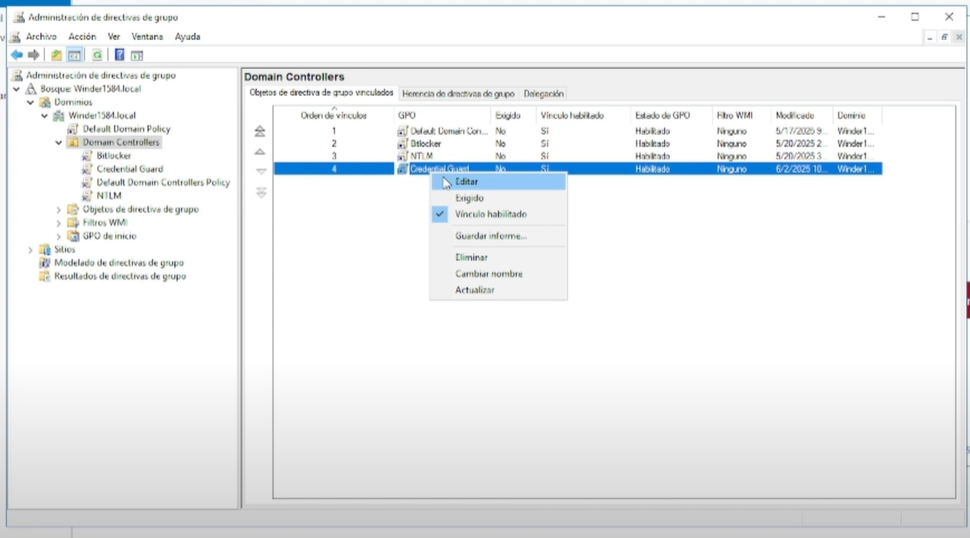 Administración de directivas de grupo
Archivo Acción Ver Ventana Ayuda
Administración de directivas de grupo
Bosque: Winder1584.local
Dominios
Winder1584.local
Default Domain Policy
Domain Controllers
Bitlocker
Credential Guard
Default Domain Controllers Policy
NTLM
Objetos de directiva de grupo
Filtros WMI
GPO de inicio
Sitios
Modelado de directivas de grupo
Resultados de directivas de grupo
Domain Controllers
Objetos de directiva de grupo vinculados Herencia de directivas de grupo Delegación
Orden de vínculos GPO Exigido Vínculo habilitado Estado de GPO Filtro WMI Modificado Dominio
1 Default Domain Con... No Sí Habilitado Ninguno 5/17/2025 9... Winder1...
2 Bitlocker No Sí Habilitado Ninguno 5/20/2025 2... Winder1...
3 NTLM No Sí Habilitado Ninguno 5/20/2025 3... Winder1...
4 Credential Guard No Sí Habilitado Ninguno 6/2/2025 10... Winder1...
Editar
Exigido
Vínculo habilitado
Guardar informe...
Eliminar
Cambiar nombre
Actualizar